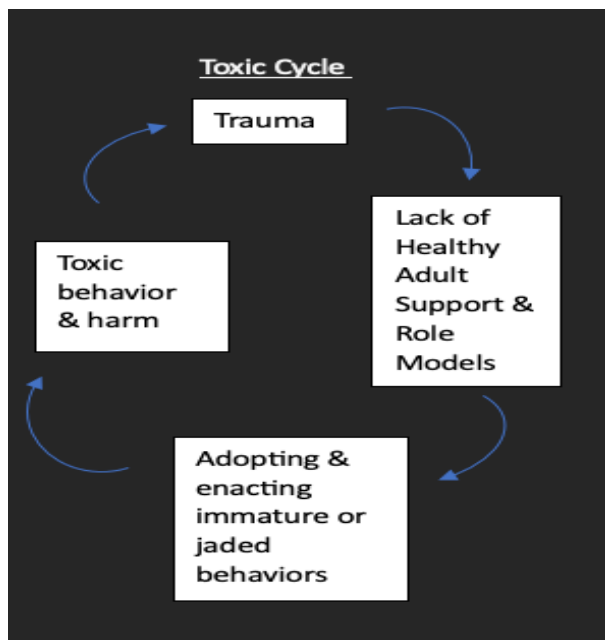 Toxic Cycle
Trauma
Lack of
Healthy
Adult
Support &
Role
Models
Adopting &
enacting
immature or
jaded
behaviors
Toxic
behavior
& harm